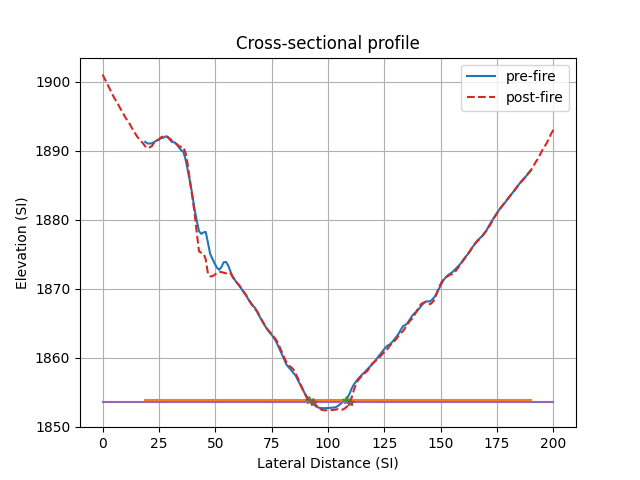 Cross-sectional profile
pre-fire
post-fire
Elevation (SI)
1900
1890
1880
1870
1860
1850
0 25 50 75 100 125 150 175 200
Lateral Distance (SI)